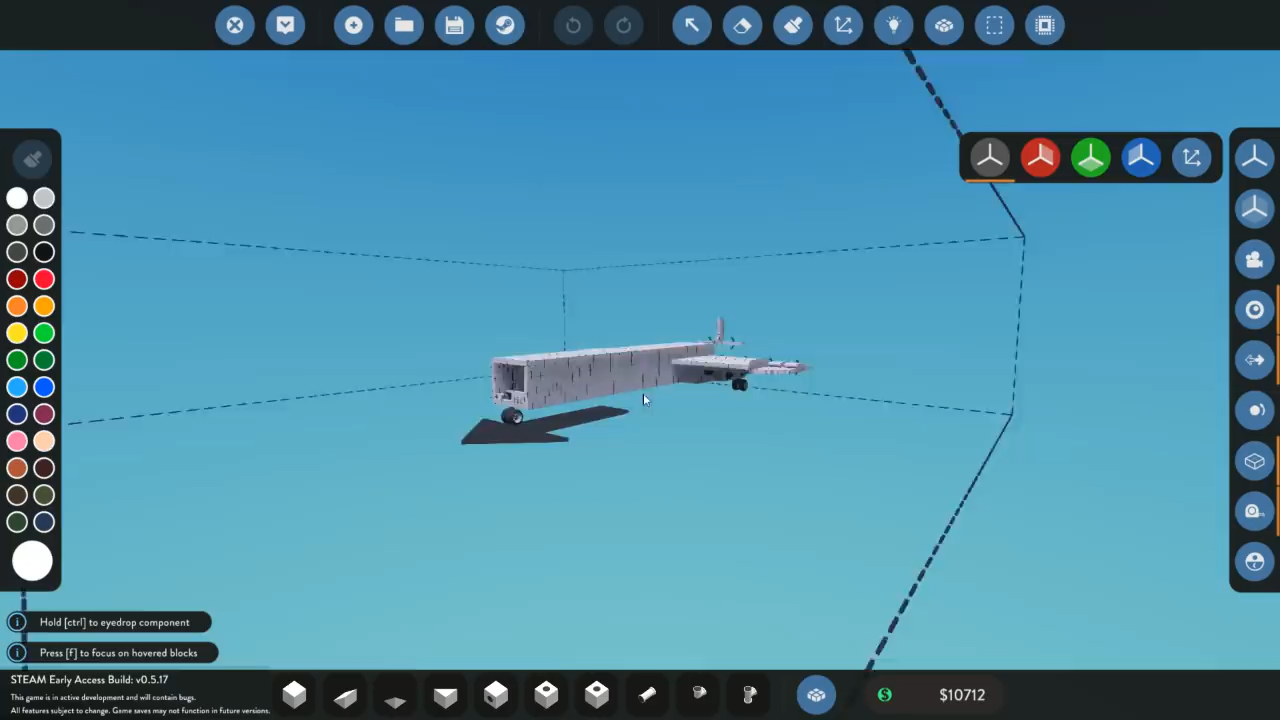 Hold [ctrl] to eyedrop component
Press [f] to focus on hovered blocks
STEAM Early Access Build: v0.5.17
This game is in active development and will contain bugs.
All features subject to change. Game saves may not function in future versions.
$10712